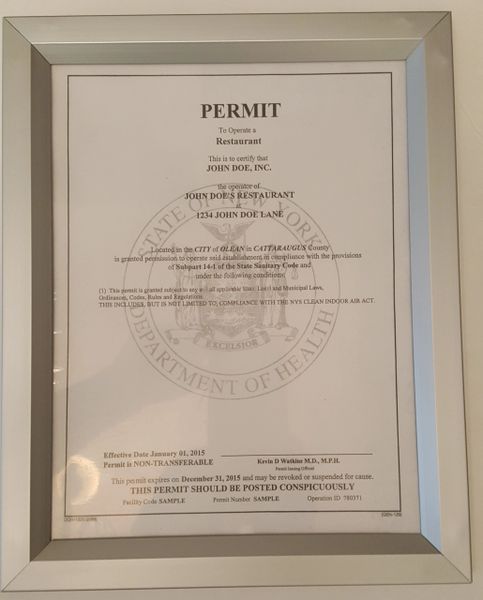 PERMIT
To Operate a
Restaurant
This is to certify that
JOHN DOE, INC.
the operator of
JOHN DOE'S RESTAURANT
at
1234 JOHN DOE LANE
Located in the CITY of OLEAN in CATTARAUGUS County
is granted permission to operate said establishment in compliance with the provisions
of Subpart 14-1 of the State Sanitary Code and
under the following conditions:
(1) This permit is granted subject to any and all applicable State, Local and Municipal Laws,
Ordinances, Codes, Rules and Regulations.
THIS INCLUDES, BUT IS NOT LIMITED TO, COMPLIANCE WITH THE NYS CLEAN INDOOR AIR ACT.
STATE OF NEW YORK
EXCELSIOR
DEPARTMENT OF HEALTH
Effective Date January 01, 2015
Permit is NON-TRANSFERABLE
Kevin D Watkins M.D., M.P.H.
Permit Issuing Official
This permit expires on December 31, 2015 and may be revoked or suspended for cause.
THIS PERMIT SHOULD BE POSTED CONSPICUOUSLY
Facility Code SAMPLE Permit Number SAMPLE Operation ID